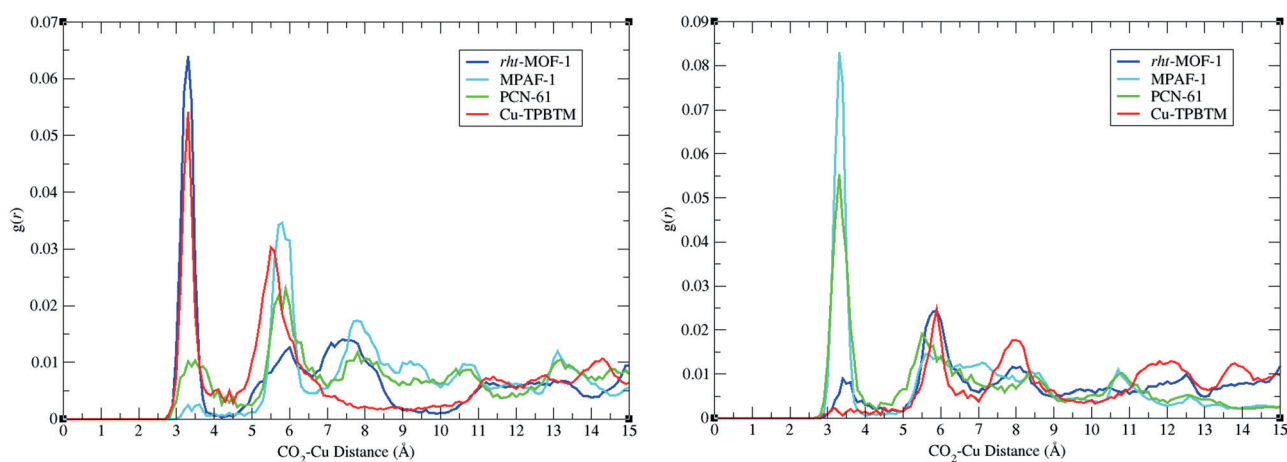 0.07
0.06
0.05
0.04
0.03
0.02
0.01
0
g(r)
rht-MOF-1
MPAF-1
PCN-61
Cu-TPBTM
0 1 2 3 4 5 6 7 8 9 10 11 12 13 14 15
CO2-Cu Distance (Å)
0.09
0.08
0.07
0.06
0.05
0.04
0.03
0.02
0.01
0
g(r)
rht-MOF-1
MPAF-1
PCN-61
Cu-TPBTM
0 1 2 3 4 5 6 7 8 9 10 11 12 13 14 15
CO2-Cu Distance (Å)